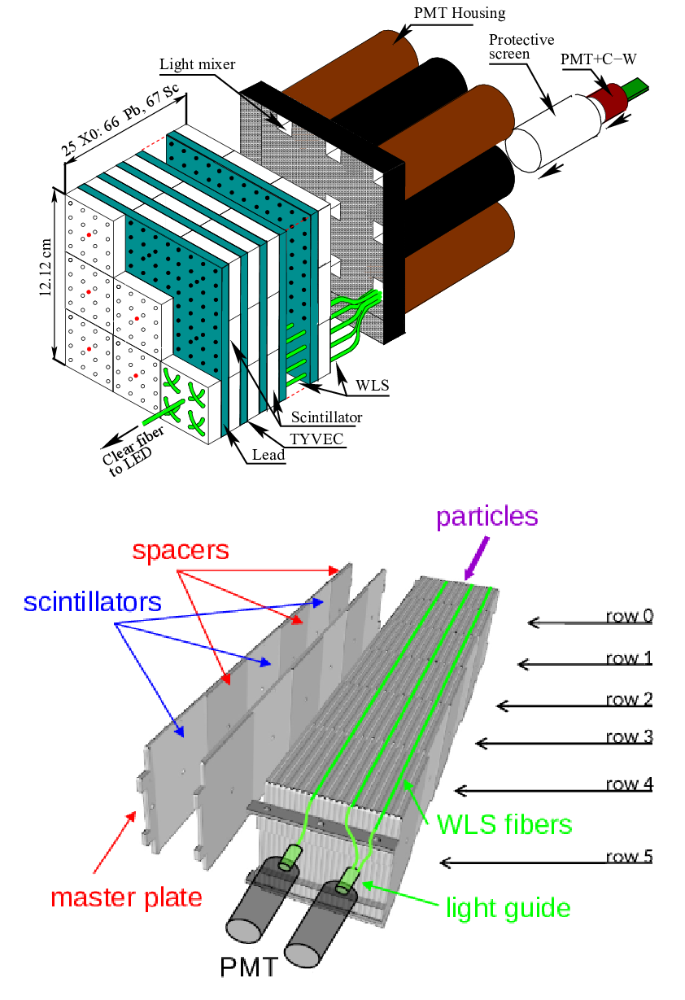 PMT Housing
Protective
screen
PMT+C−W
Light mixer
25 X0: 66 Pb, 67 Sc
12.12 cm
WLS
Scintillator
TYVEC
Lead
Clear fiber
to LED
particles
spacers
scintillators
row 0
row 1
row 2
row 3
row 4
WLS fibers
row 5
master plate
light guide
PMT